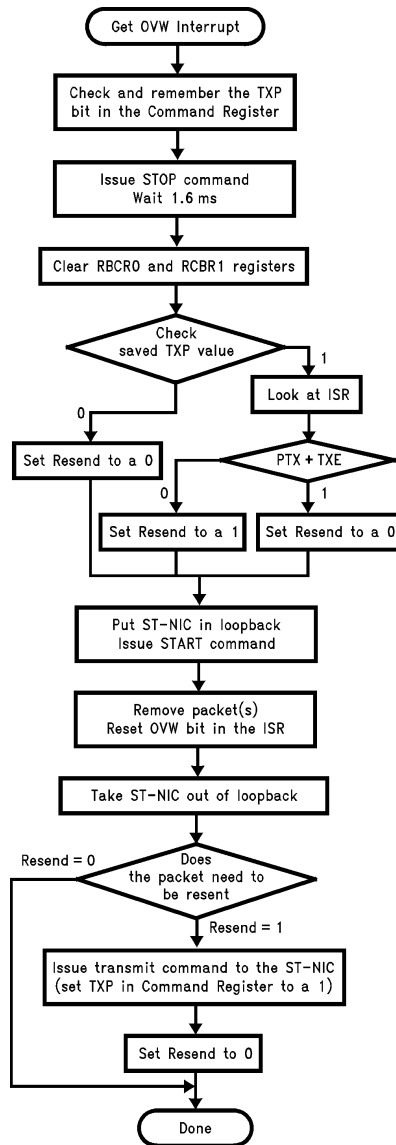 Get OVW Interrupt
Check and remember the TXP
bit in the Command Register
Issue STOP command
Wait 1.6 ms
Clear RBCR0 and RCBR1 registers
Check
saved TXP value
1
Look at ISR
0
Set Resend to a 0
PTX + TXE
0
1
Set Resend to a 1
Set Resend to a 0
Put ST-NIC in loopback
Issue START command
Remove packet(s)
Reset OVW bit in the ISR
Take ST-NIC out of loopback
Resend = 0
Does
the packet need to
be resent
Resend = 1
Issue transmit command to the ST-NIC
(set TXP in Command Register to a 1)
Set Resend to 0
Done